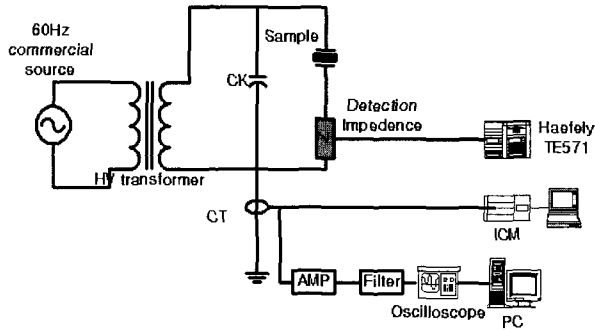 60Hz
commercial
source
HV transformer
CK
Sample
Detection
Impedence
Haefely
TE571
CT
ICM
AMP
Filter
Oscilloscope
PC